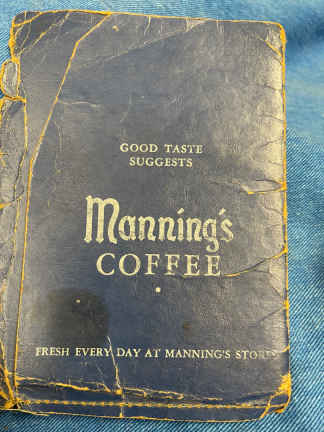 GOOD TASTE
SUGGESTS
Manning's
COFFEE
FRESH EVERY DAY AT MANNING'S STORES